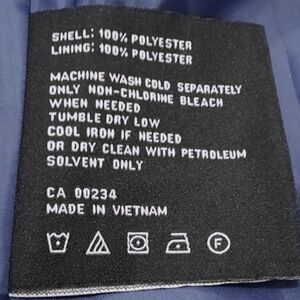 SHELL: 100% POLYESTER
LINING: 100% POLYESTER
MACHINE WASH COLD SEPARATELY
ONLY NON-CHLORINE BLEACH
WHEN NEEDED
TUMBLE DRY LOW
COOL IRON IF NEEDED
OR DRY CLEAN WITH PETROLEUM
SOLVENT ONLY
CA 00234
MADE IN VIETNAM
F